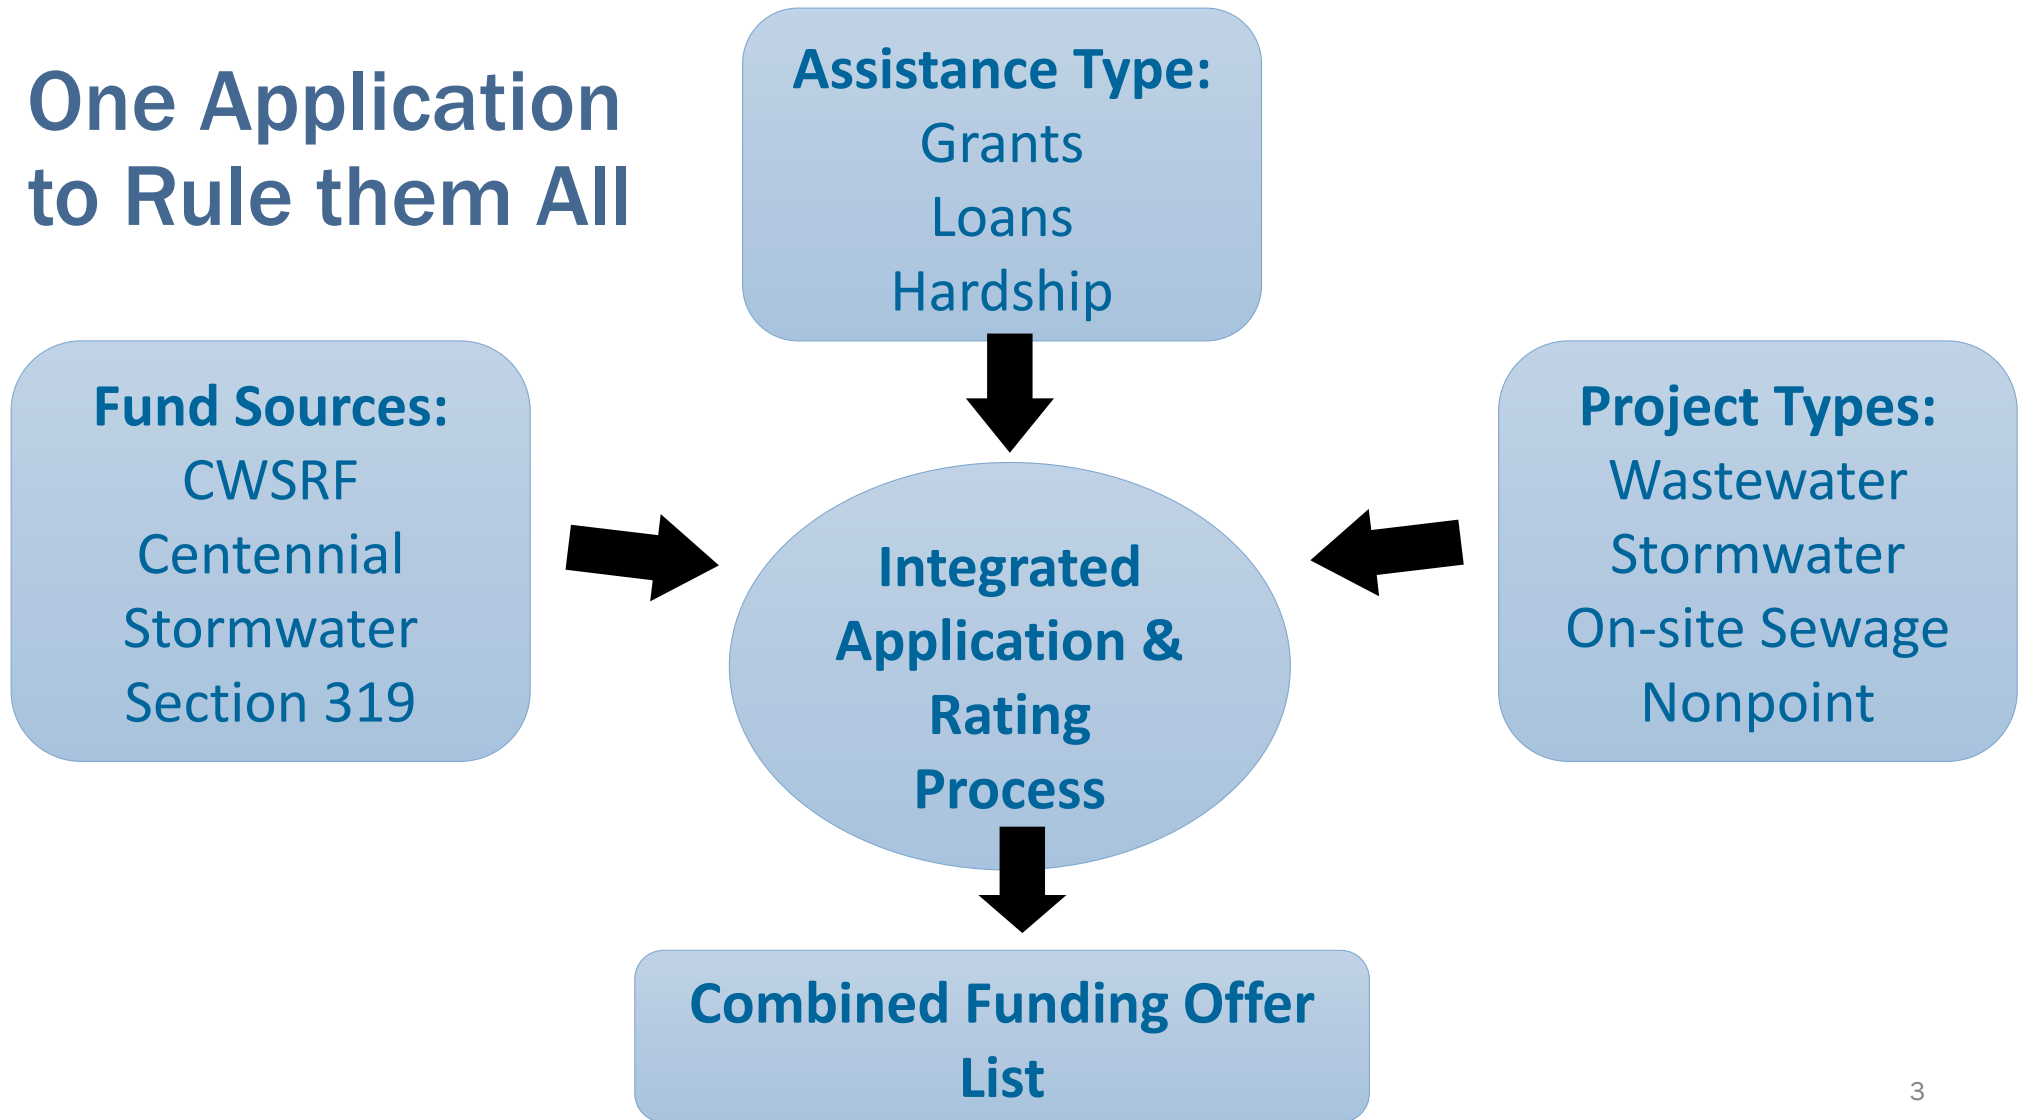 One Application
to Rule them All
Assistance Type:
Grants
Loans
Hardship
Fund Sources:
CWSRF
Centennial
Stormwater
Section 319
Integrated
Application &
Rating
Process
Project Types:
Wastewater
Stormwater
On-site Sewage
Nonpoint
Combined Funding Offer
List
3